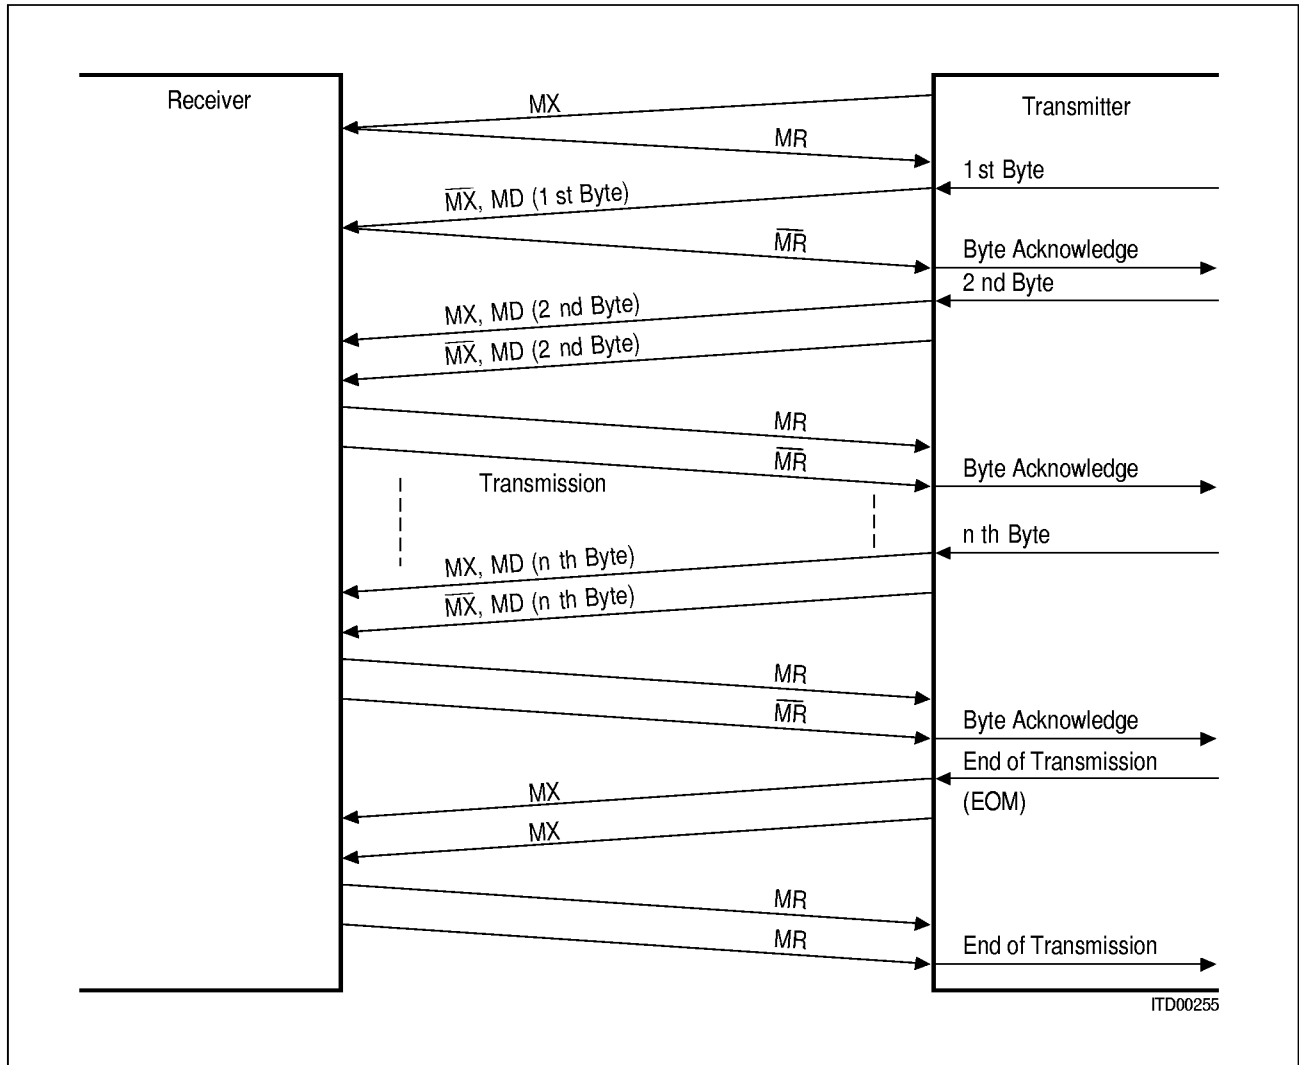 Receiver
Transmitter
MX
MR
1 st Byte
M̅X̅, MD (1 st Byte)
M̅R̅
Byte Acknowledge
2 nd Byte
MX, MD (2 nd Byte)
M̅X̅, MD (2 nd Byte)
MR
M̅R̅
Byte Acknowledge
Transmission
n th Byte
MX, MD (n th Byte)
M̅X̅, MD (n th Byte)
MR
M̅R̅
Byte Acknowledge
End of Transmission
(EOM)
MX
MX
MR
MR
End of Transmission
ITD00255